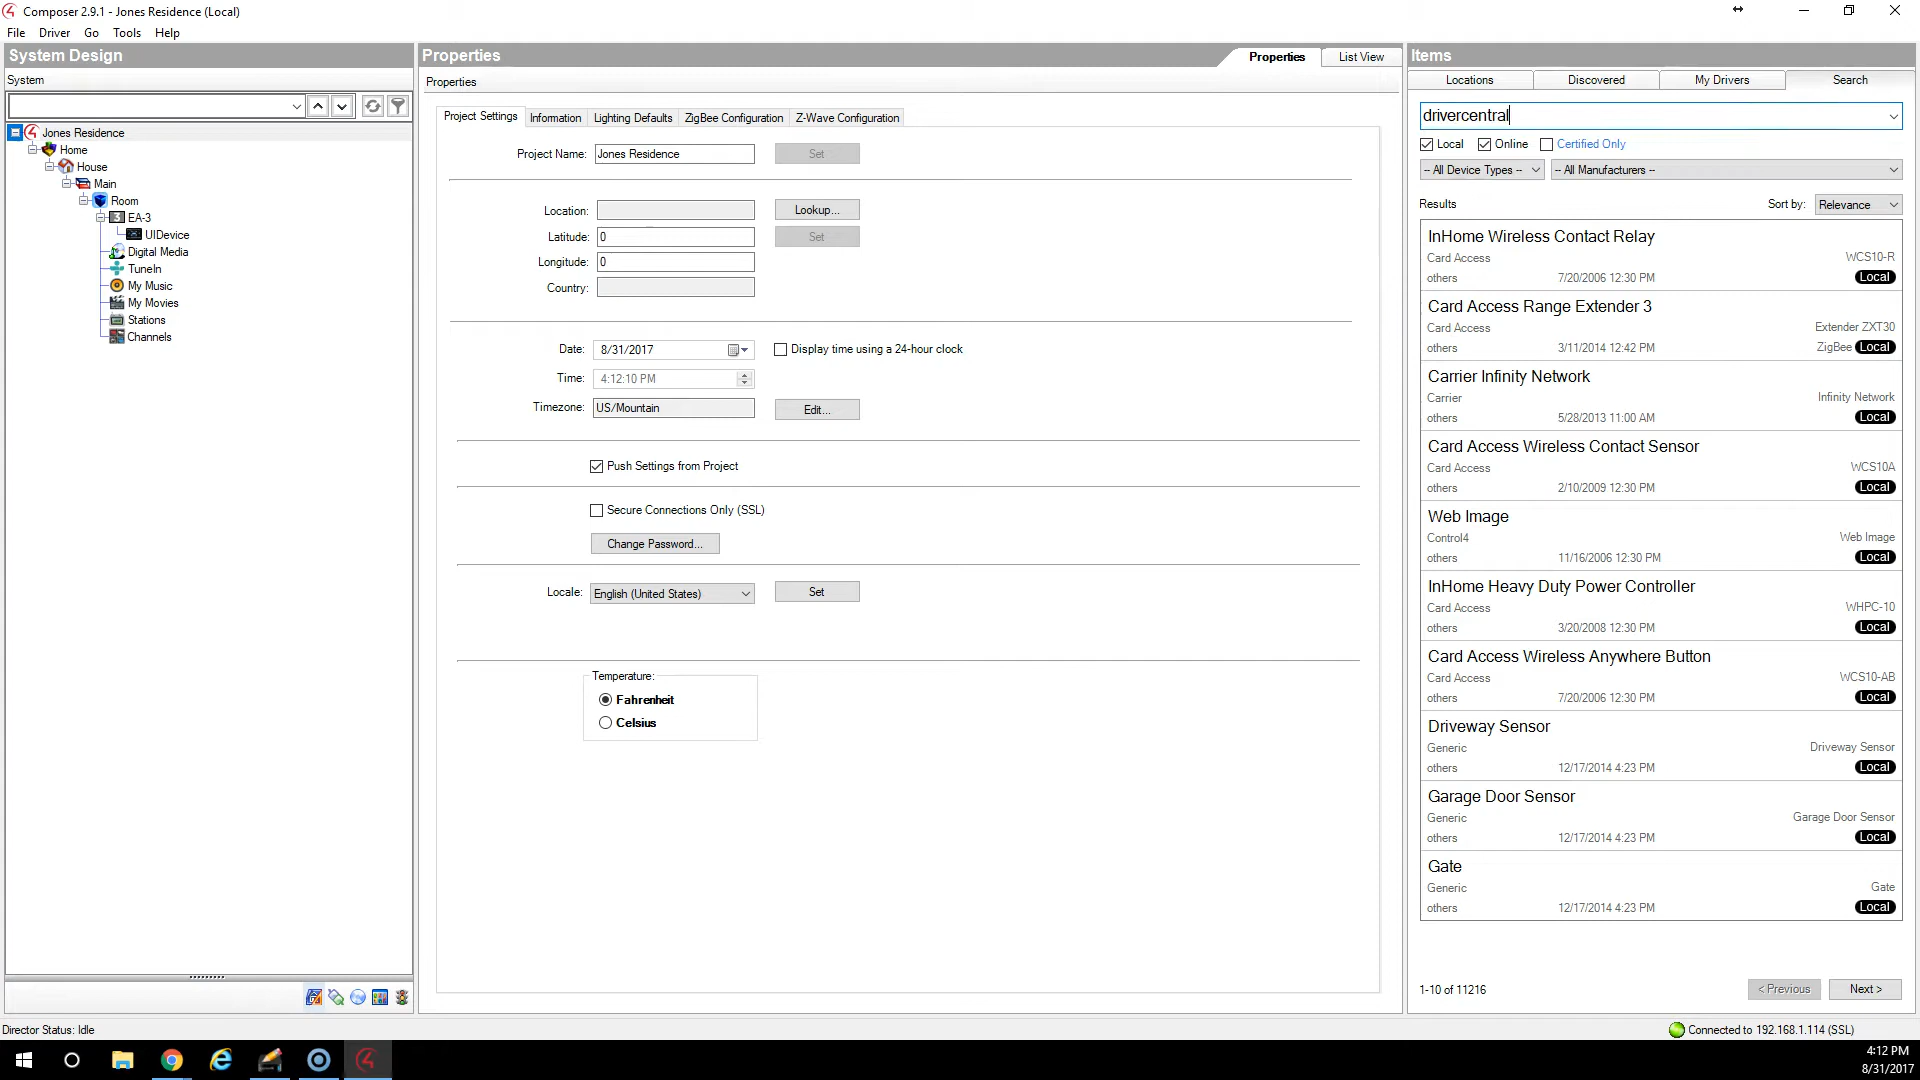 Composer 2.9.1 - Jones Residence (Local)
File Driver Go Tools Help
System Design
System
Jones Residence
Home
House
Main
Room
EA-3
UIDevice
Digital Media
TuneIn
My Music
My Movies
Stations
Channels
Properties
Properties List View
Properties
Project Settings Information Lighting Defaults ZigBee Configuration Z-Wave Configuration
Project Name: Jones Residence Set
Location: Lookup...
Latitude: 0 Set
Longitude: 0
Country:
Date: 8/31/2017 Display time using a 24-hour clock
Time: 4:12:10 PM
Timezone: US/Mountain Edit...
Push Settings from Project
Secure Connections Only (SSL)
Change Password...
Locale: English (United States) Set
Temperature:
Fahrenheit
Celsius
Items
Locations Discovered My Drivers Search
drivercentral
Local Online Certified Only
-- All Device Types -- -- All Manufacturers --
Results Sort by: Relevance
InHome Wireless Contact Relay
Card Access WCS10-R
others 7/20/2006 12:30 PM Local
Card Access Range Extender 3
Card Access Extender ZXT30
others 3/11/2014 12:42 PM ZigBee Local
Carrier Infinity Network
Carrier Infinity Network
others 5/28/2013 11:00 AM Local
Card Access Wireless Contact Sensor
Card Access WCS10A
others 2/10/2009 12:30 PM Local
Web Image
Control4 Web Image
others 11/16/2006 12:30 PM Local
InHome Heavy Duty Power Controller
Card Access WHPC-10
others 3/20/2008 12:30 PM Local
Card Access Wireless Anywhere Button
Card Access WCS10-AB
others 7/20/2006 12:30 PM Local
Driveway Sensor
Generic Driveway Sensor
others 12/17/2014 4:23 PM Local
Garage Door Sensor
Generic Garage Door Sensor
others 12/17/2014 4:23 PM Local
Gate
Generic Gate
others 12/17/2014 4:23 PM Local
1-10 of 11216 < Previous Next >
Director Status: Idle Connected to 192.168.1.114 (SSL)
4:12 PM
8/31/2017